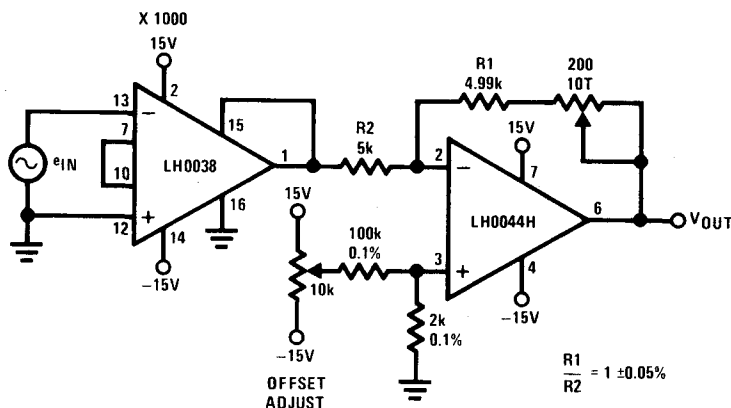 X 1000
15V
2
13
7
10
12
−
+
15
LH0038
1
16
14
−15V
eIN
R2
5k
R1
4.99k
200
10T
15V
7
2
−
LH0044H
6
VOUT
3
+
4
−15V
15V
100k
0.1%
10k
−15V
2k
0.1%
OFFSET
ADJUST
R1
R2
= 1 ±0.05%